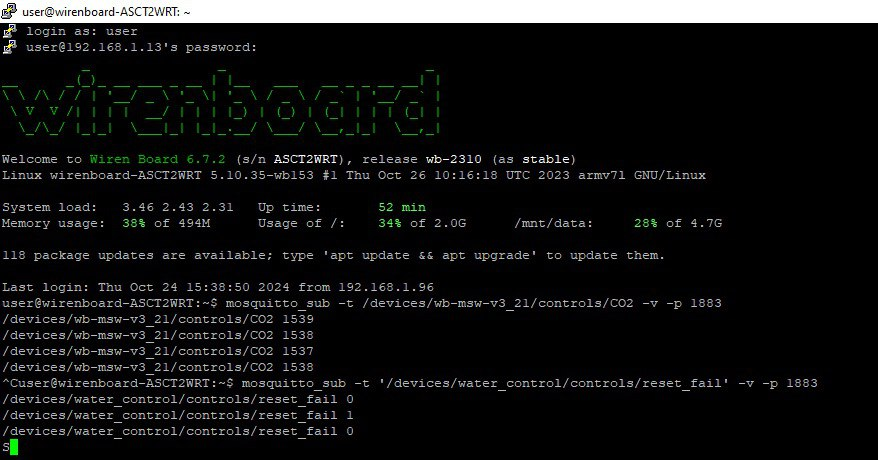 user@wirenboard-ASCT2WRT: ~
login as: user
user@192.168.1.13's password:
wirenboard
Welcome to Wiren Board 6.7.2 (s/n ASCT2WRT), release wb-2310 (as stable)
Linux wirenboard-ASCT2WRT 5.10.35-wb153 #1 Thu Oct 26 10:16:18 UTC 2023 armv7l GNU/Linux
System load:   3.46 2.43 2.31   Up time:       52 min
Memory usage:  38% of 494M      Usage of /:    34% of 2.0G      /mnt/data:     28% of 4.7G
118 package updates are available; type 'apt update && apt upgrade' to update them.
Last login: Thu Oct 24 15:38:50 2024 from 192.168.1.96
user@wirenboard-ASCT2WRT:~$ mosquitto_sub -t /devices/wb-msw-v3_21/controls/CO2 -v -p 1883
/devices/wb-msw-v3_21/controls/CO2 1539
/devices/wb-msw-v3_21/controls/CO2 1538
/devices/wb-msw-v3_21/controls/CO2 1537
/devices/wb-msw-v3_21/controls/CO2 1538
^Cuser@wirenboard-ASCT2WRT:~$ mosquitto_sub -t '/devices/water_control/controls/reset_fail' -v -p 1883
/devices/water_control/controls/reset_fail 0
/devices/water_control/controls/reset_fail 1
/devices/water_control/controls/reset_fail 0
S